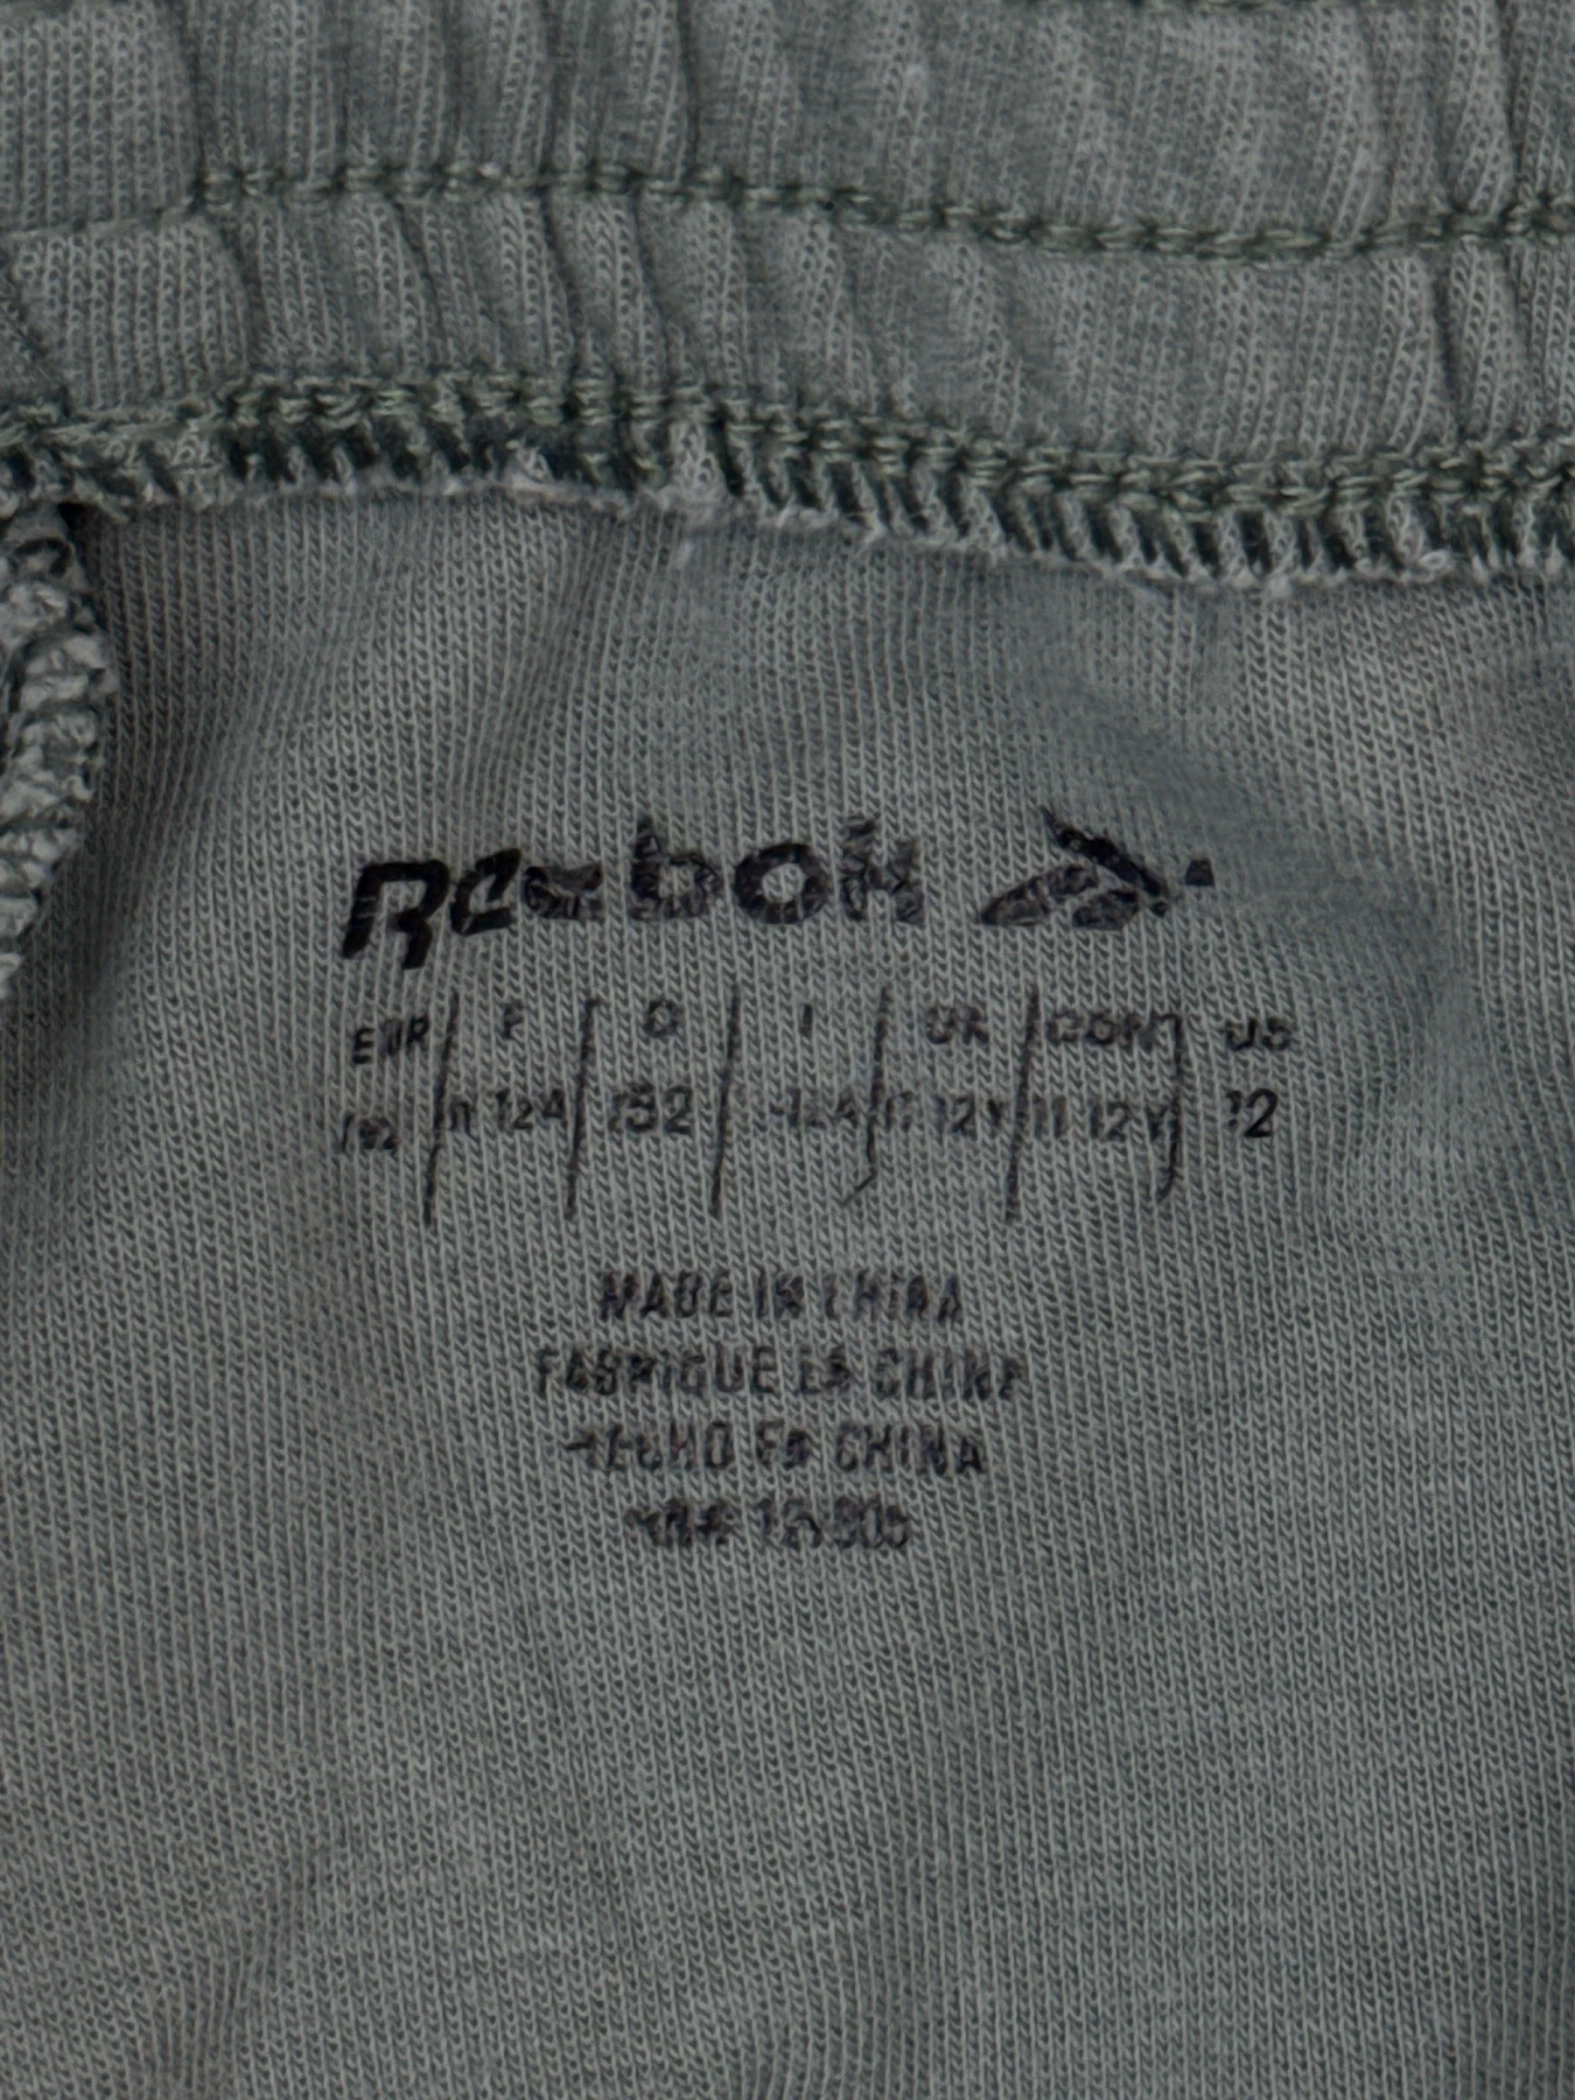 Reebok
EUR F D I UK CDN US
152 11 12A 152 12A 11 12Y 11 12Y 12
MADE IN CHINA
FABRIQUE EN CHINE
HECHO EN CHINA